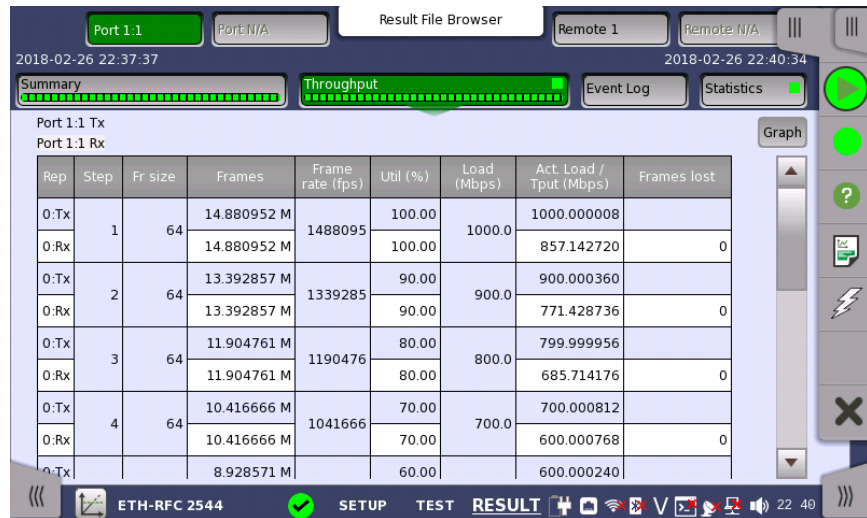 Port 1:1
Port N/A
Result File Browser
Remote 1
Remote N/A
2018-02-26 22:37:37
2018-02-26 22:40:34
Summary
Throughput
Event Log
Statistics
Port 1:1 Tx
Port 1:1 Rx
Graph
Rep Step Fr size Frames Frame rate (fps) Util (%) Load (Mbps) Act. Load / Tput (Mbps) Frames lost
0:Tx 1 64 14.880952 M 1488095 100.00 1000.0 1000.000008
0:Rx 14.880952 M 100.00 857.142720 0
0:Tx 2 64 13.392857 M 1339285 90.00 900.0 900.000360
0:Rx 13.392857 M 90.00 771.428736 0
0:Tx 3 64 11.904761 M 1190476 80.00 800.0 799.999956
0:Rx 11.904761 M 80.00 685.714176 0
0:Tx 4 64 10.416666 M 1041666 70.00 700.0 700.000812
0:Rx 10.416666 M 70.00 600.000768 0
0:Tx 8.928571 M 60.00 600.000240
ETH-RFC 2544 SETUP TEST RESULT V 22 40